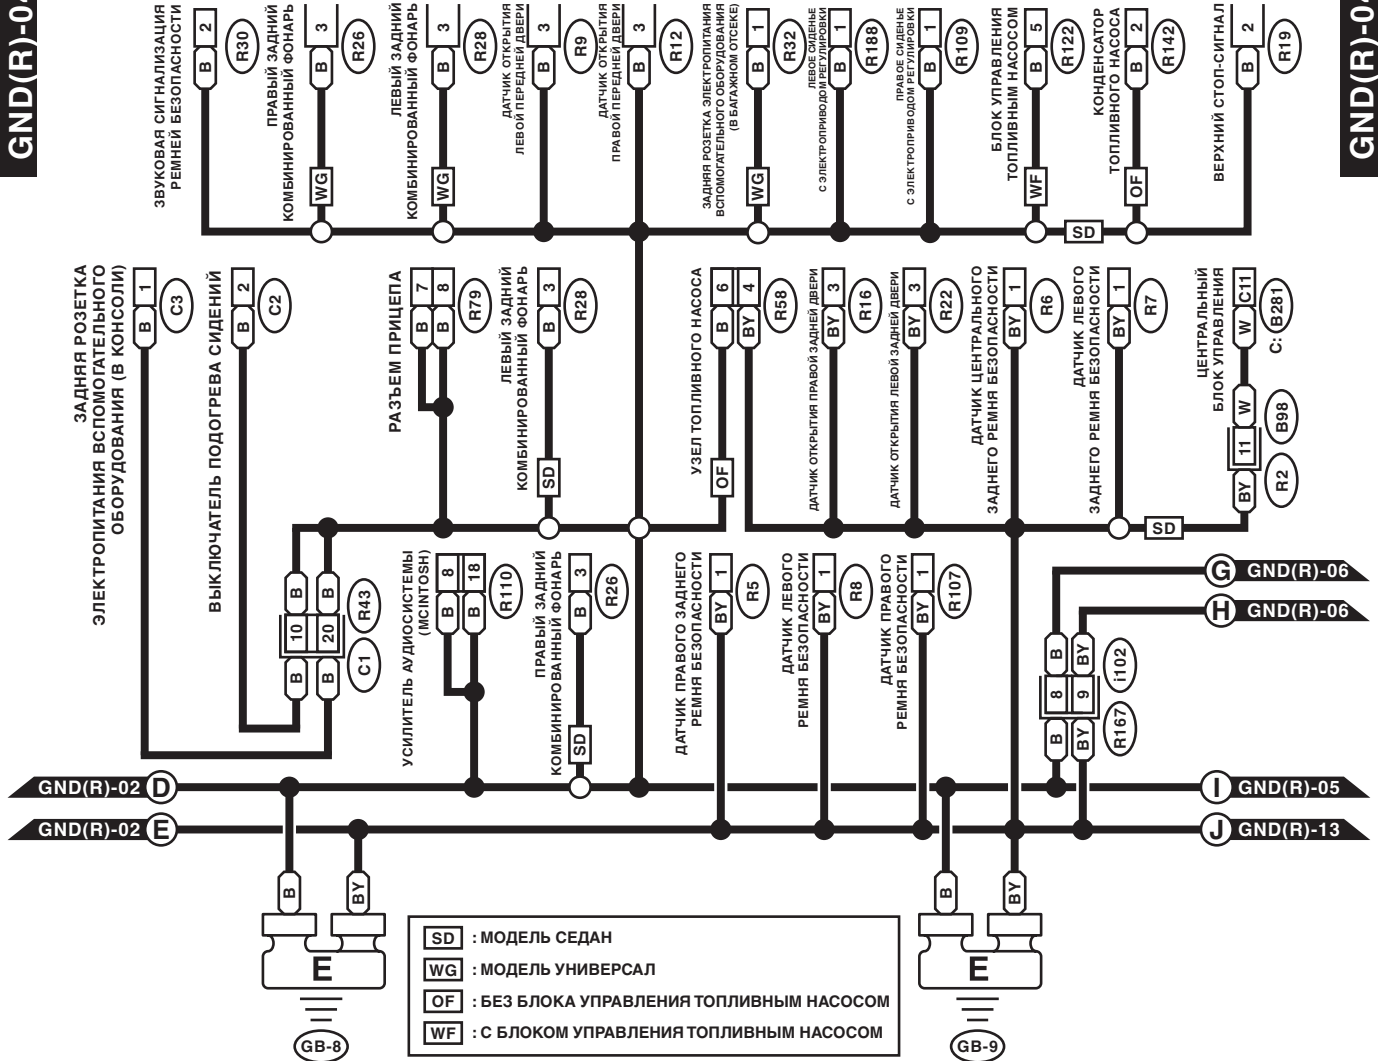 GND(R)-04
GND(R)-04
ЗВУКОВАЯ СИГНАЛИЗАЦИЯ
РЕМНЕЙ БЕЗОПАСНОСТИ
2
B
R30
ПРАВЫЙ ЗАДНИЙ
КОМБИНИРОВАННЫЙ ФОНАРЬ
3
B
R26
WG
ЛЕВЫЙ ЗАДНИЙ
КОМБИНИРОВАННЫЙ ФОНАРЬ
3
B
R28
WG
ДАТЧИК ОТКРЫТИЯ
ЛЕВОЙ ПЕРЕДНЕЙ ДВЕРИ
3
B
R9
ДАТЧИК ОТКРЫТИЯ
ПРАВОЙ ПЕРЕДНЕЙ ДВЕРИ
3
B
R12
ЗАДНЯЯ РОЗЕТКА ЭЛЕКТРОПИТАНИЯ
ВСПОМОГАТЕЛЬНОГО ОБОРУДОВАНИЯ
(В БАГАЖНОМ ОТСЕКЕ)
1
B
R32
WG
ЛЕВОЕ СИДЕНЬЕ
С ЭЛЕКТРОПРИВОДОМ РЕГУЛИРОВКИ
1
B
R188
ПРАВОЕ СИДЕНЬЕ
С ЭЛЕКТРОПРИВОДОМ РЕГУЛИРОВКИ
1
B
R109
БЛОК УПРАВЛЕНИЯ
ТОПЛИВНЫМ НАСОСОМ
5
B
R122
WF
SD
КОНДЕНСАТОР
ТОПЛИВНОГО НАСОСА
2
B
R142
OF
ВЕРХНИЙ СТОП-СИГНАЛ
2
B
R19
ЗАДНЯЯ РОЗЕТКА
ЭЛЕКТРОПИТАНИЯ ВСПОМОГАТЕЛЬНОГО
ОБОРУДОВАНИЯ (В КОНСОЛИ)
1
B
C3
ВЫКЛЮЧАТЕЛЬ ПОДОГРЕВА СИДЕНИЙ
2
B
C2
РАЗЪЕМ ПРИЦЕПА
7
8
B
B
R79
ЛЕВЫЙ ЗАДНИЙ
КОМБИНИРОВАННЫЙ ФОНАРЬ
3
B
R28
SD
УЗЕЛ ТОПЛИВНОГО НАСОСА
6
4
B
BY
R58
OF
ДАТЧИК ОТКРЫТИЯ ПРАВОЙ ЗАДНЕЙ ДВЕРИ
3
BY
R16
ДАТЧИК ОТКРЫТИЯ ЛЕВОЙ ЗАДНЕЙ ДВЕРИ
3
BY
R22
ДАТЧИК ЦЕНТРАЛЬНОГО
ЗАДНЕГО РЕМНЯ БЕЗОПАСНОСТИ
1
BY
R6
ДАТЧИК ЛЕВОГО
ЗАДНЕГО РЕМНЯ БЕЗОПАСНОСТИ
1
BY
R7
SD
ЦЕНТРАЛЬНЫЙ
БЛОК УПРАВЛЕНИЯ
C11
W
C: B281
W
B98
11
R2
BY
B
B
10
20
R43
C1
B
B
УСИЛИТЕЛЬ АУДИОСИСТЕМЫ
(MCINTOSH)
8
18
B
B
R110
ПРАВЫЙ ЗАДНИЙ
КОМБИНИРОВАННЫЙ ФОНАРЬ
3
B
R26
SD
ДАТЧИК ПРАВОГО ЗАДНЕГО
РЕМНЯ БЕЗОПАСНОСТИ
1
BY
R5
ДАТЧИК ЛЕВОГО
РЕМНЯ БЕЗОПАСНОСТИ
1
BY
R8
ДАТЧИК ПРАВОГО
РЕМНЯ БЕЗОПАСНОСТИ
1
BY
R107
G GND(R)-06
H GND(R)-06
B
BY
i102
8
9
R167
B
BY
GND(R)-02 D
I GND(R)-05
GND(R)-02 E
J GND(R)-13
B
BY
B
BY
E
E
GB-8
GB-9
SD : МОДЕЛЬ СЕДАН
WG : МОДЕЛЬ УНИВЕРСАЛ
OF : БЕЗ БЛОКА УПРАВЛЕНИЯ ТОПЛИВНЫМ НАСОСОМ
WF : С БЛОКОМ УПРАВЛЕНИЯ ТОПЛИВНЫМ НАСОСОМ